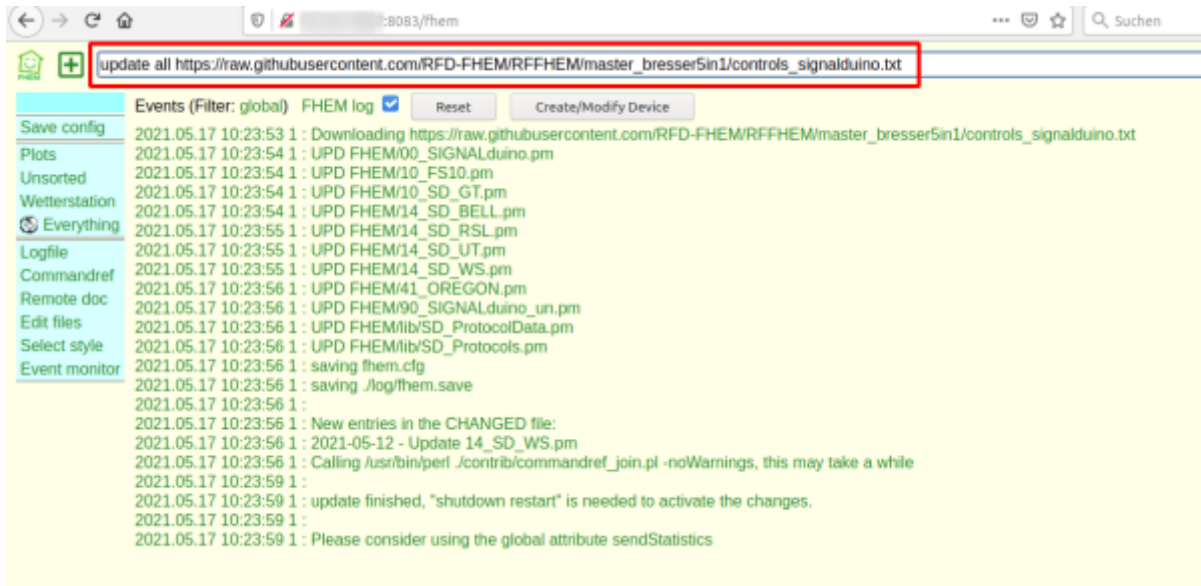 :8083/fhem
Suchen
FHEM
update all https://raw.githubusercontent.com/RFD-FHEM/RFFHEM/master_bresser5in1/controls_signalduino.txt
Events (Filter: global) FHEM log Reset Create/Modify Device
Save config
Plots
Unsorted
Wetterstation
Everything
Logfile
Commandref
Remote doc
Edit files
Select style
Event monitor
2021.05.17 10:23:53 1 : Downloading https://raw.githubusercontent.com/RFD-FHEM/RFFHEM/master_bresser5in1/controls_signalduino.txt
2021.05.17 10:23:54 1 : UPD FHEM/00_SIGNALduino.pm
2021.05.17 10:23:54 1 : UPD FHEM/10_FS10.pm
2021.05.17 10:23:54 1 : UPD FHEM/10_SD_GT.pm
2021.05.17 10:23:54 1 : UPD FHEM/14_SD_BELL.pm
2021.05.17 10:23:55 1 : UPD FHEM/14_SD_RSL.pm
2021.05.17 10:23:55 1 : UPD FHEM/14_SD_UT.pm
2021.05.17 10:23:55 1 : UPD FHEM/14_SD_WS.pm
2021.05.17 10:23:56 1 : UPD FHEM/41_OREGON.pm
2021.05.17 10:23:56 1 : UPD FHEM/90_SIGNALduino_un.pm
2021.05.17 10:23:56 1 : UPD FHEM/lib/SD_ProtocolData.pm
2021.05.17 10:23:56 1 : UPD FHEM/lib/SD_Protocols.pm
2021.05.17 10:23:56 1 : saving fhem.cfg
2021.05.17 10:23:56 1 : saving ./log/fhem.save
2021.05.17 10:23:56 1 :
2021.05.17 10:23:56 1 : New entries in the CHANGED file:
2021.05.17 10:23:56 1 : 2021-05-12 - Update 14_SD_WS.pm
2021.05.17 10:23:56 1 : Calling /usr/bin/perl ./contrib/commandref_join.pl -noWarnings, this may take a while
2021.05.17 10:23:59 1 :
2021.05.17 10:23:59 1 : update finished, "shutdown restart" is needed to activate the changes.
2021.05.17 10:23:59 1 :
2021.05.17 10:23:59 1 : Please consider using the global attribute sendStatistics